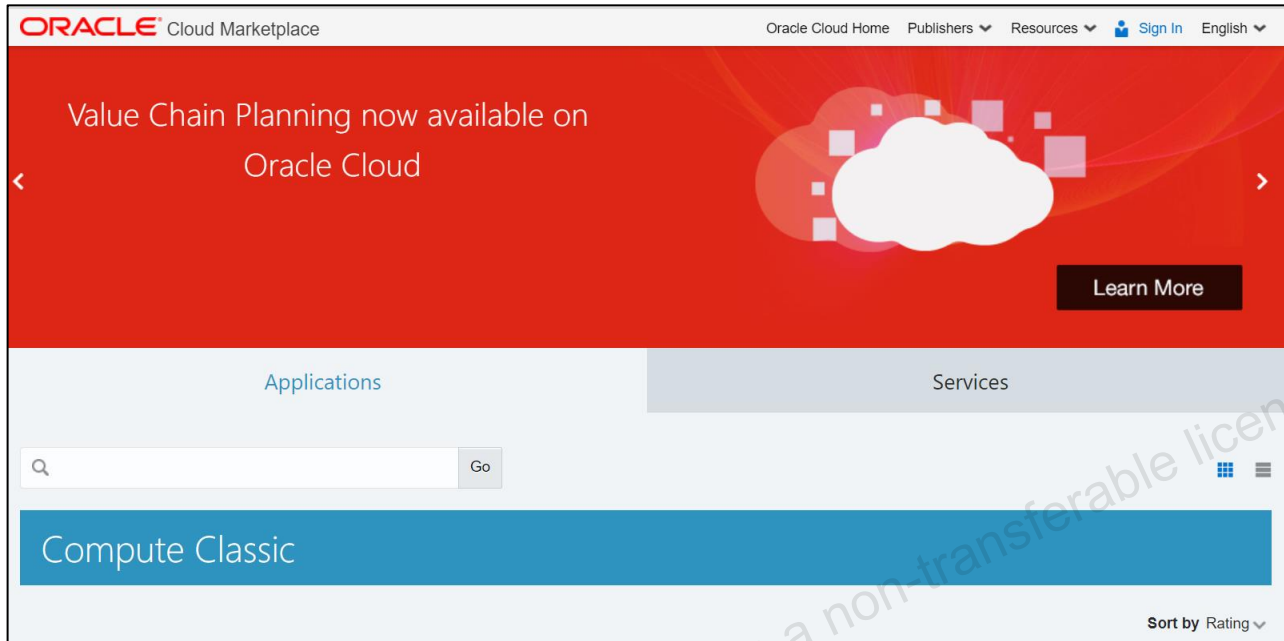 ORACLE Cloud Marketplace
Oracle Cloud Home Publishers Resources Sign In English
Value Chain Planning now available on
Oracle Cloud
Learn More
Applications
Services
Go
Compute Classic
a non-transferable licen
Sort by Rating